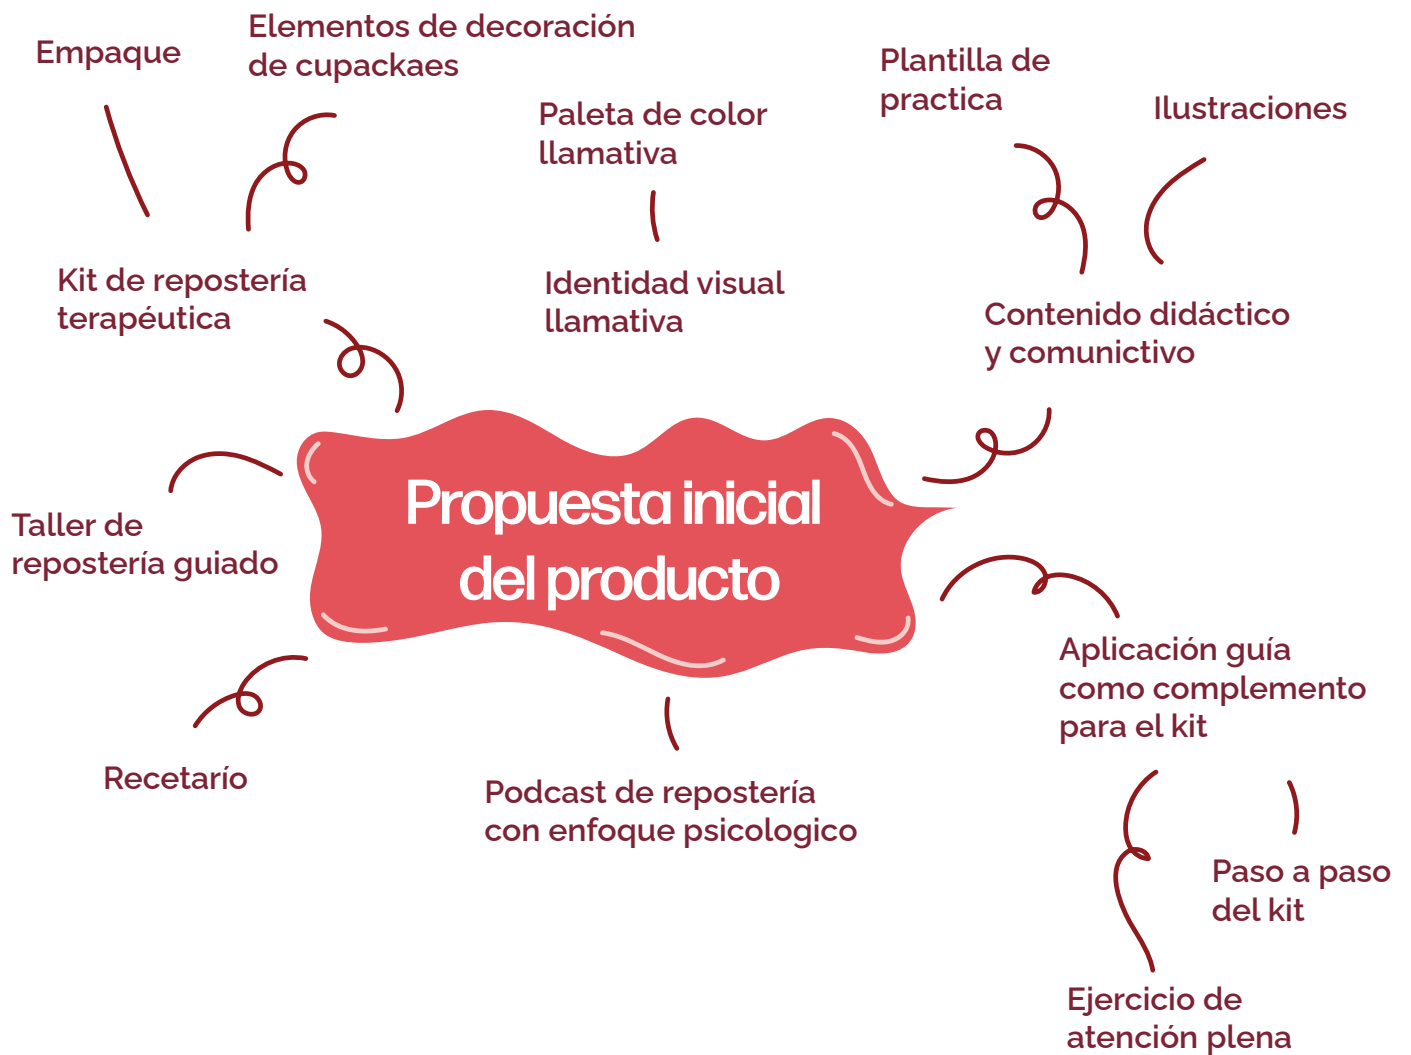 Empaque
Elementos de decoración
de cupackaes
Paleta de color
llamativa
Plantilla de
practica
Ilustraciones
Kit de repostería
terapéutica
Identidad visual
llamativa
Contenido didáctico
y comunictivo
Propuesta inicial
del producto
Taller de
repostería guiado
Recetarío
Podcast de repostería
con enfoque psicologico
Aplicación guía
como complemento
para el kit
Paso a paso
del kit
Ejercicio de
atención plena